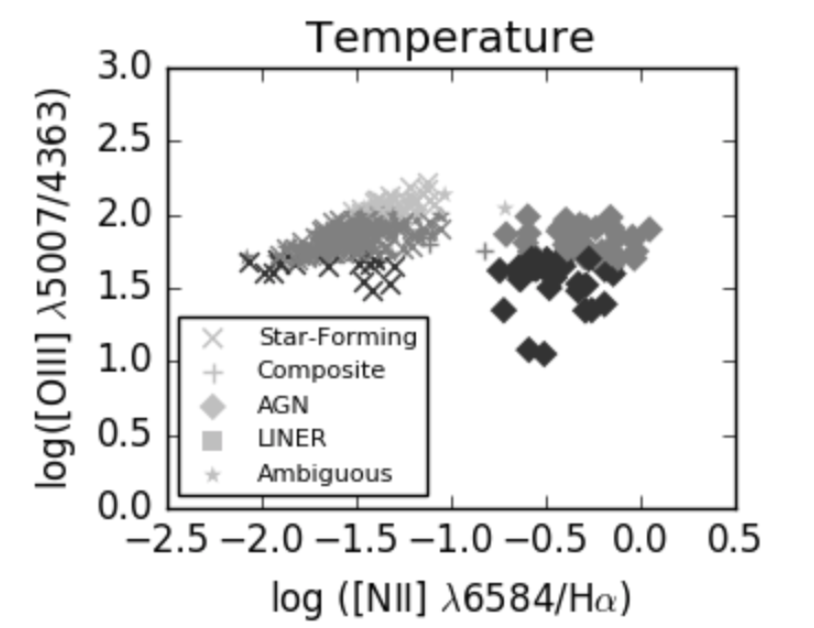 Temperature
3.0
2.5
2.0
1.5
1.0
0.5
0.0
log([OIII] λ5007/4363)
Star-Forming
Composite
AGN
LINER
Ambiguous
−2.5 −2.0 −1.5 −1.0 −0.5 0.0 0.5
log ([NII] λ6584/Hα)